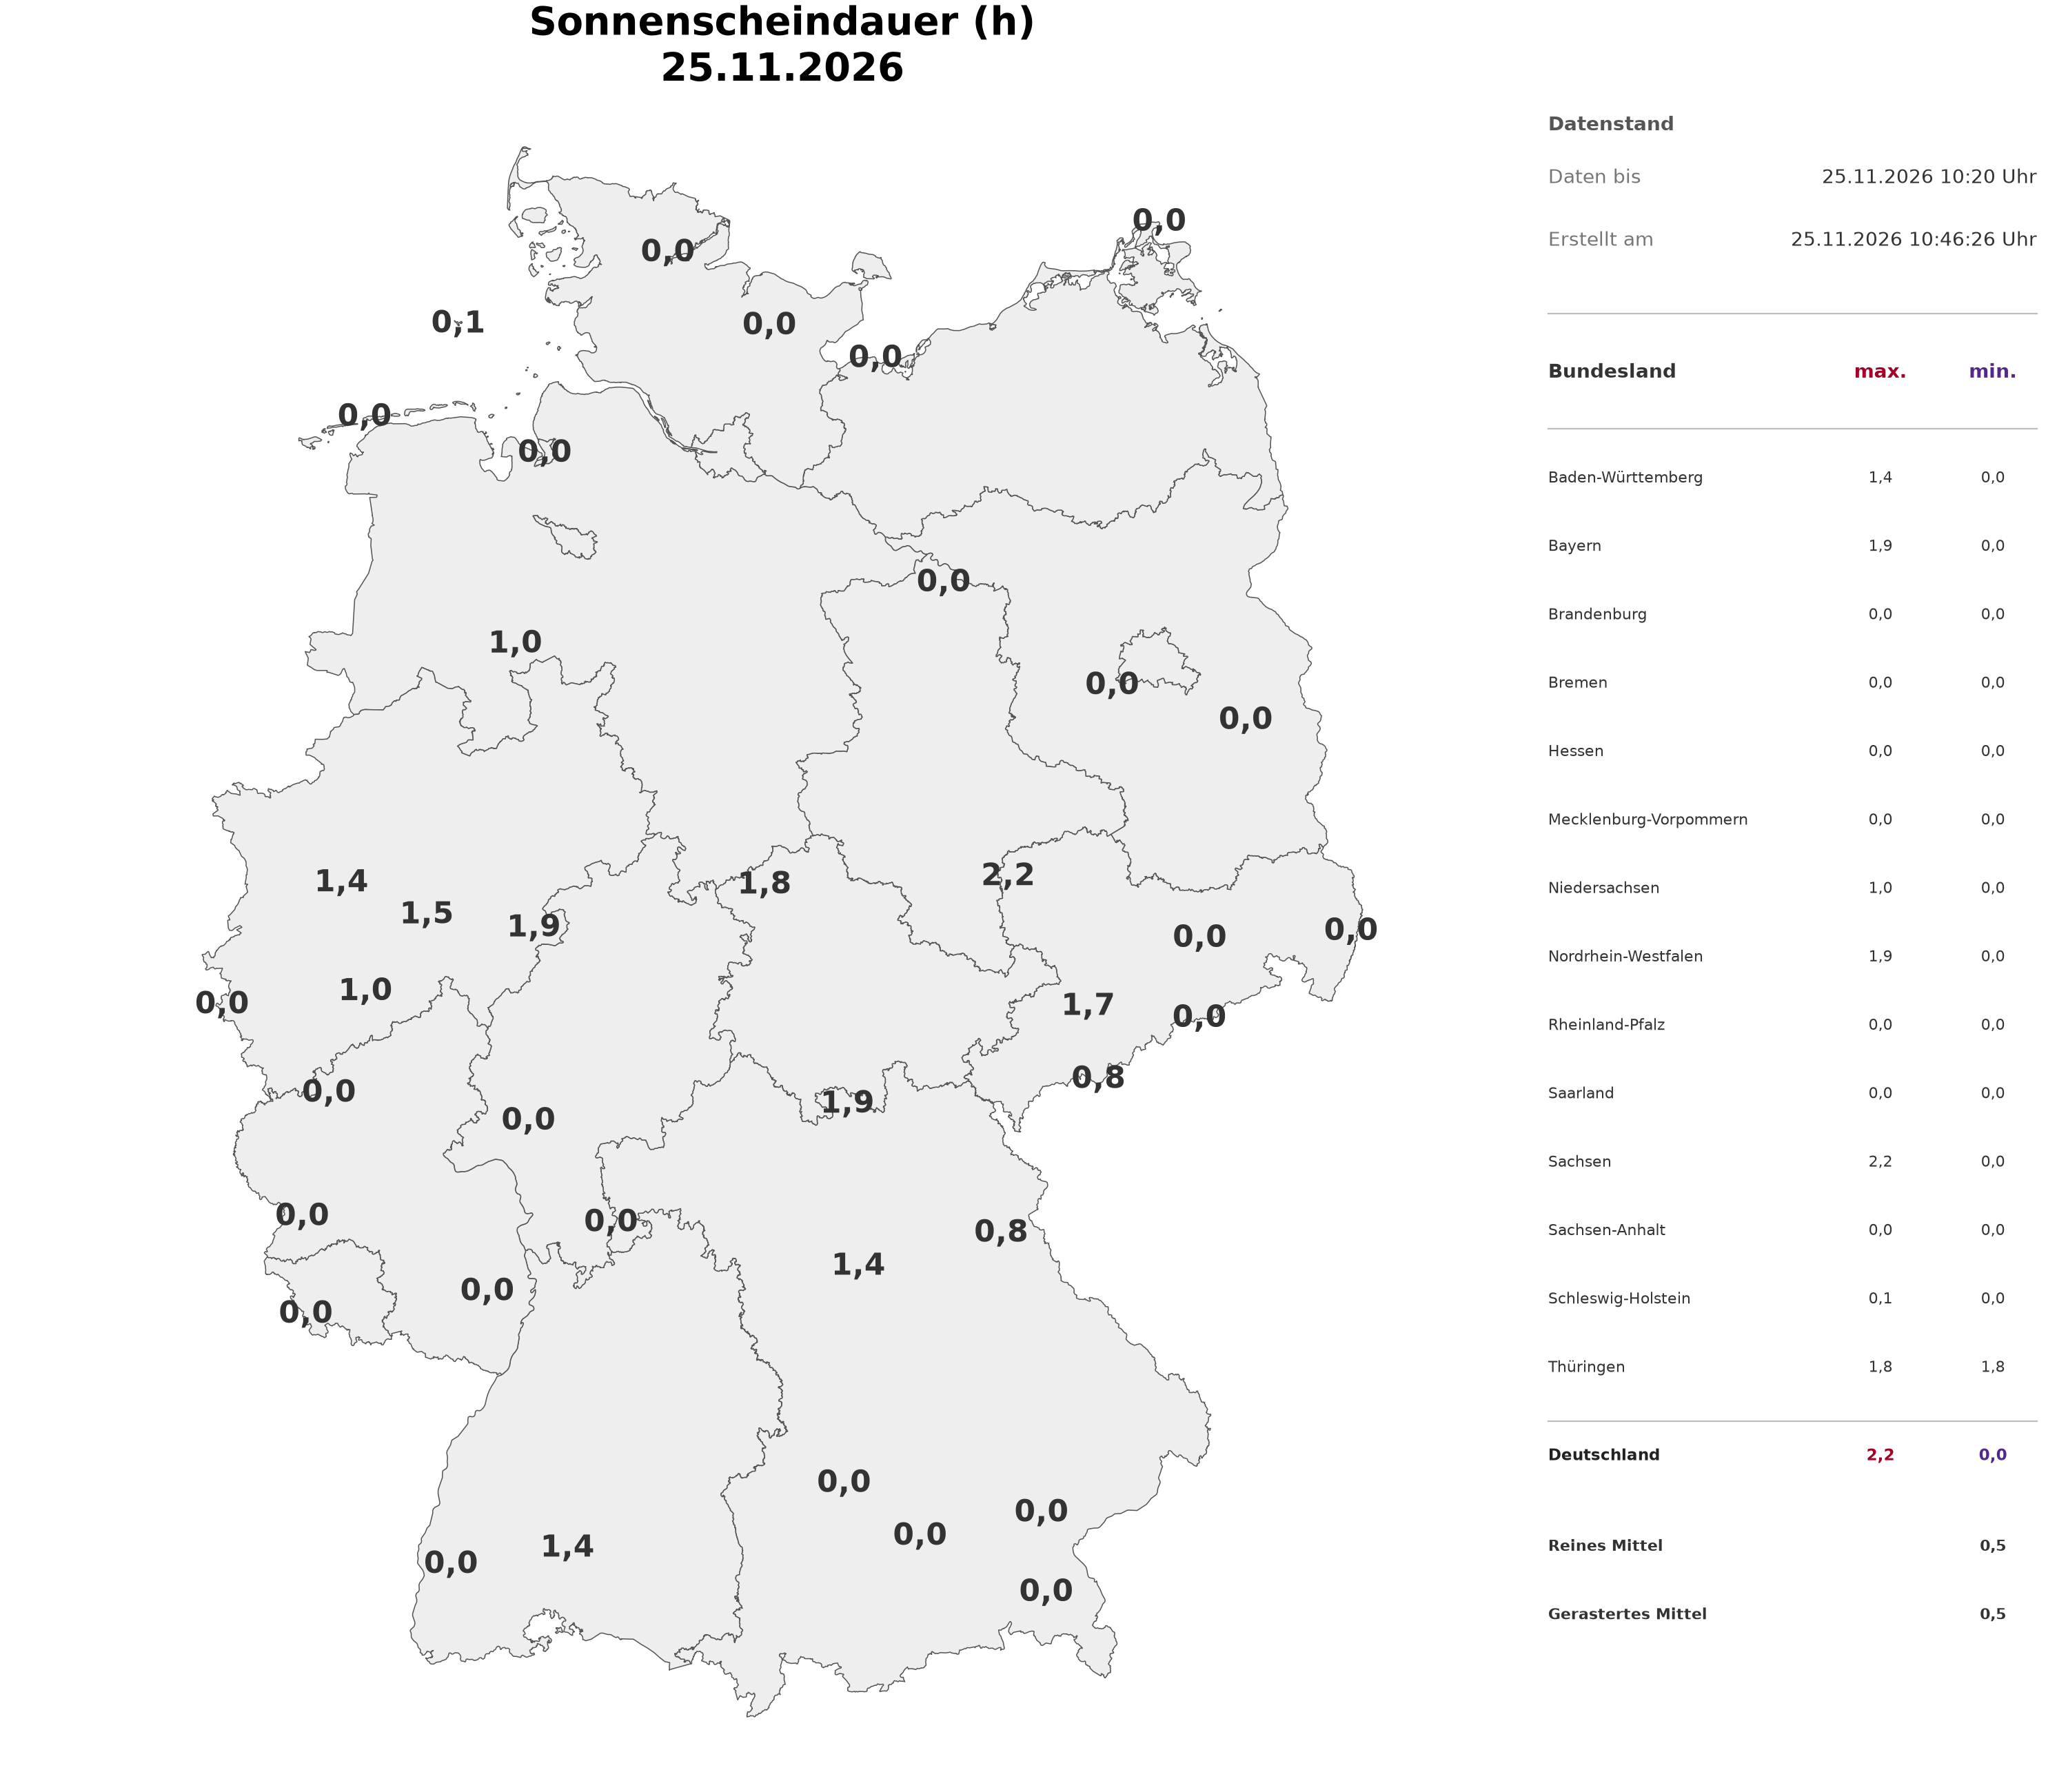 Sonnenscheindauer (h)
25.11.2026
Datenstand
Daten bis 25.11.2026 10:20 Uhr
Erstellt am 25.11.2026 10:46:26 Uhr
Bundesland max. min.
Baden-Württemberg 1,4 0,0
Bayern 1,9 0,0
Brandenburg 0,0 0,0
Bremen 0,0 0,0
Hessen 0,0 0,0
Mecklenburg-Vorpommern 0,0 0,0
Niedersachsen 1,0 0,0
Nordrhein-Westfalen 1,9 0,0
Rheinland-Pfalz 0,0 0,0
Saarland 0,0 0,0
Sachsen 2,2 0,0
Sachsen-Anhalt 0,0 0,0
Schleswig-Holstein 0,1 0,0
Thüringen 1,8 1,8
Deutschland 2,2 0,0
Reines Mittel 0,5
Gerastertes Mittel 0,5
0,0
0,0
0,1
0,0
0,0
0,0
0,0
0,0
1,0
0,0
0,0
1,4
1,8
2,2
1,5
1,9
0,0
0,0
1,0
0,0
1,7
0,0
0,0
0,8
1,9
0,0
0,0
0,0
0,8
1,4
0,0
0,0
0,0
0,0
0,0
1,4
0,0
0,0